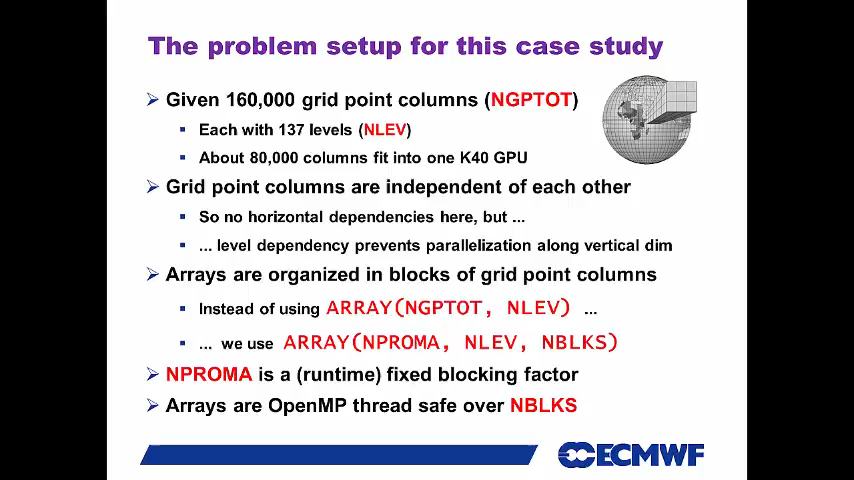 The problem setup for this case study
Given 160,000 grid point columns (NGPTOT)
Each with 137 levels (NLEV)
About 80,000 columns fit into one K40 GPU
Grid point columns are independent of each other
So no horizontal dependencies here, but ...
... level dependency prevents parallelization along vertical dim
Arrays are organized in blocks of grid point columns
Instead of using ARRAY(NGPTOT, NLEV) ...
... we use ARRAY(NPROMA, NLEV, NBLKS)
NPROMA is a (runtime) fixed blocking factor
Arrays are OpenMP thread safe over NBLKS
ECMWF